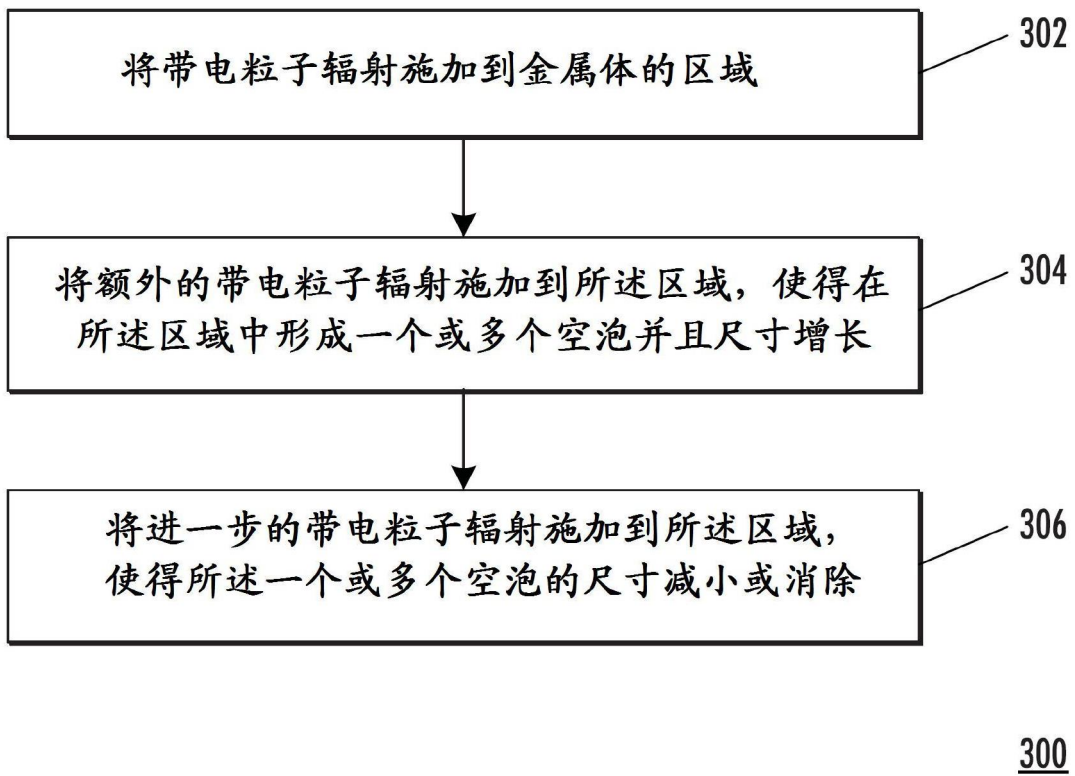 302
将带电粒子辐射施加到金属体的区域
304
将额外的带电粒子辐射施加到所述区域，使得在
所述区域中形成一个或多个空泡并且尺寸增长
306
将进一步的带电粒子辐射施加到所述区域，
使得所述一个或多个空泡的尺寸减小或消除
300